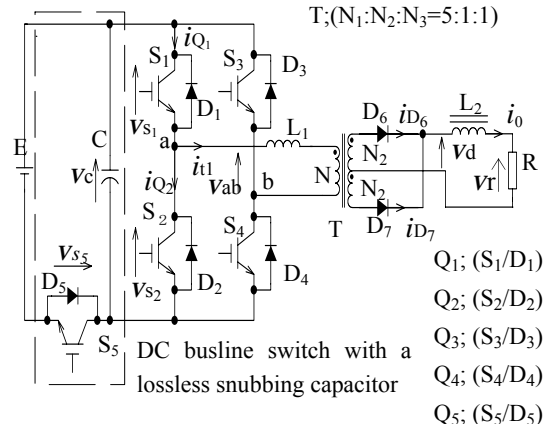 T;(N1:N2:N3=5:1:1)
iQ1
S1
S3
D3
vS1
D1
D6
iD6
L2
i0
E
C
vc
a
it1
L1
N2
vd
R
vr
iQ2
vab
b
N
N2
S2
S4
T
D7
iD7
vs5
D5
vS2
D2
D4
S5
DC busline switch with a
lossless snubbing capacitor
Q1; (S1/D1)
Q2; (S2/D2)
Q3; (S3/D3)
Q4; (S4/D4)
Q5; (S5/D5)